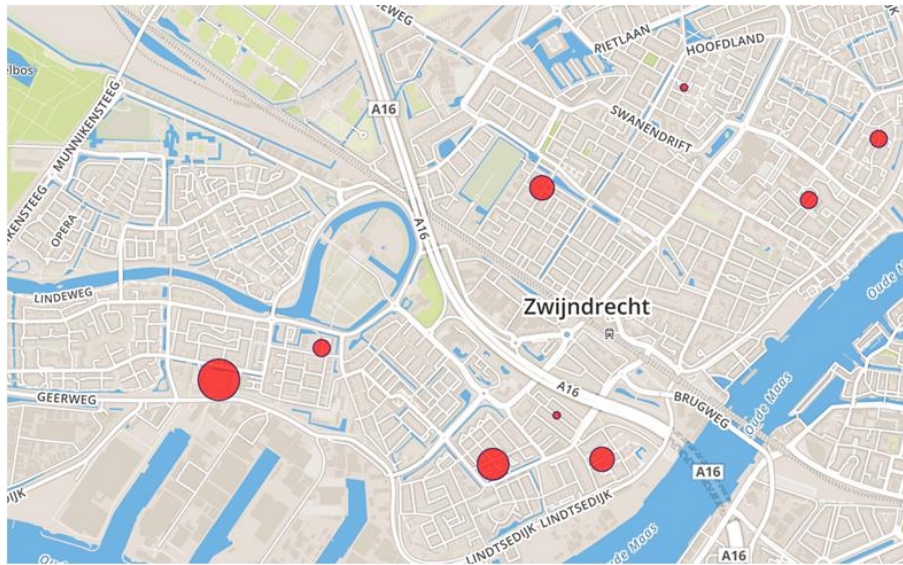 RIETLAAN
HOOFDLAND
A16
SWANENDRIFT
MUNNIKENSTEEG
OPERA
A16
LINDEWEG
Zwijndrecht
Oude Maas
GEERWEG
A16
BRUGWEG
Oude Maas
A16
LINDTSEDIJK
LINDTSEDIJK
Oude Maas
A16